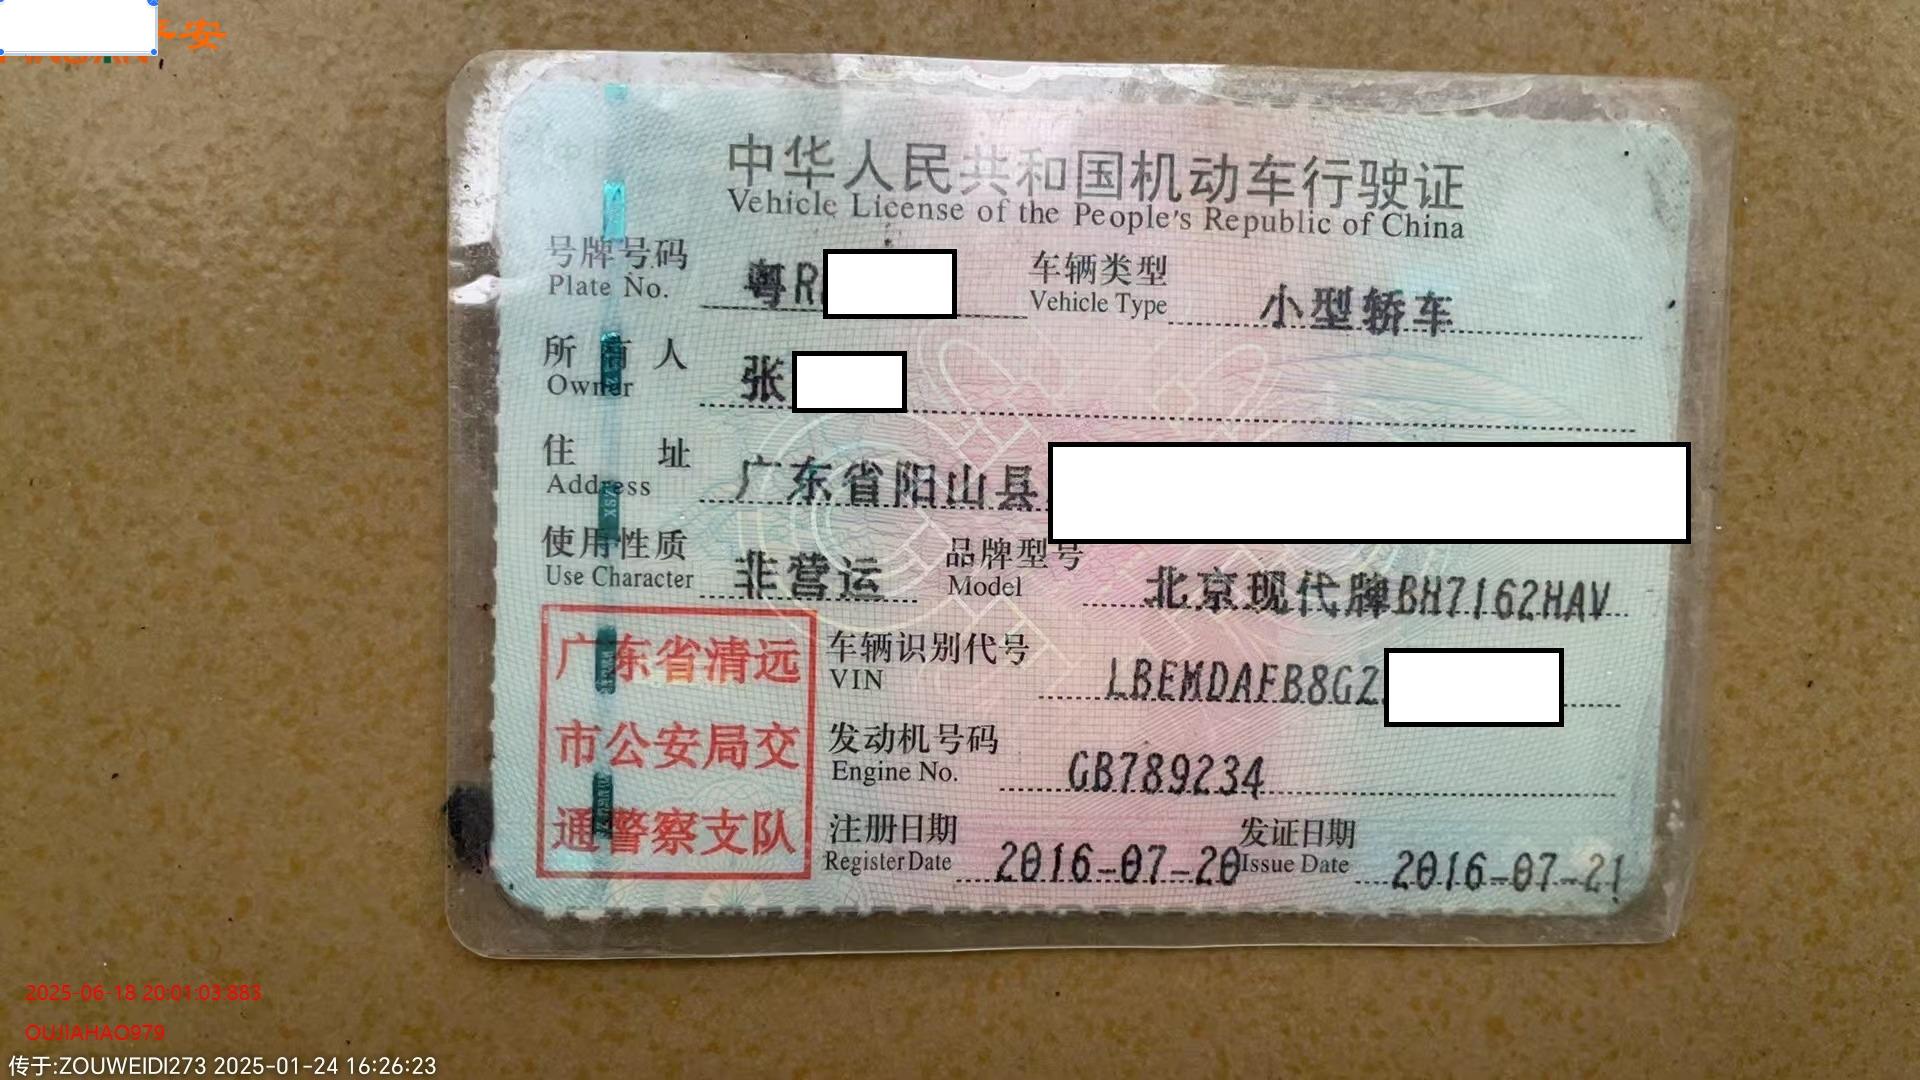 平安
中华人民共和国机动车行驶证
Vehicle License of the People's Republic of China
号牌号码 粤R 车辆类型 小型轿车
Plate No. Vehicle Type
所有人 张
Owner
住址 广东省阳山县
Address
使用性质 非营运 品牌型号 北京现代牌BH7162HAV
Use Character Model
广东省清远
市公安局交
通警察支队
车辆识别代号 LBEMDAFB8GZ
VIN
发动机号码 GB789234
Engine No.
注册日期 2016-07-20 发证日期 2016-07-21
Register Date Issue Date
2025-06-18 20:01:03:883
OUJIAHAO979
传于:ZOUWEIDI273 2025-01-24 16:26:23